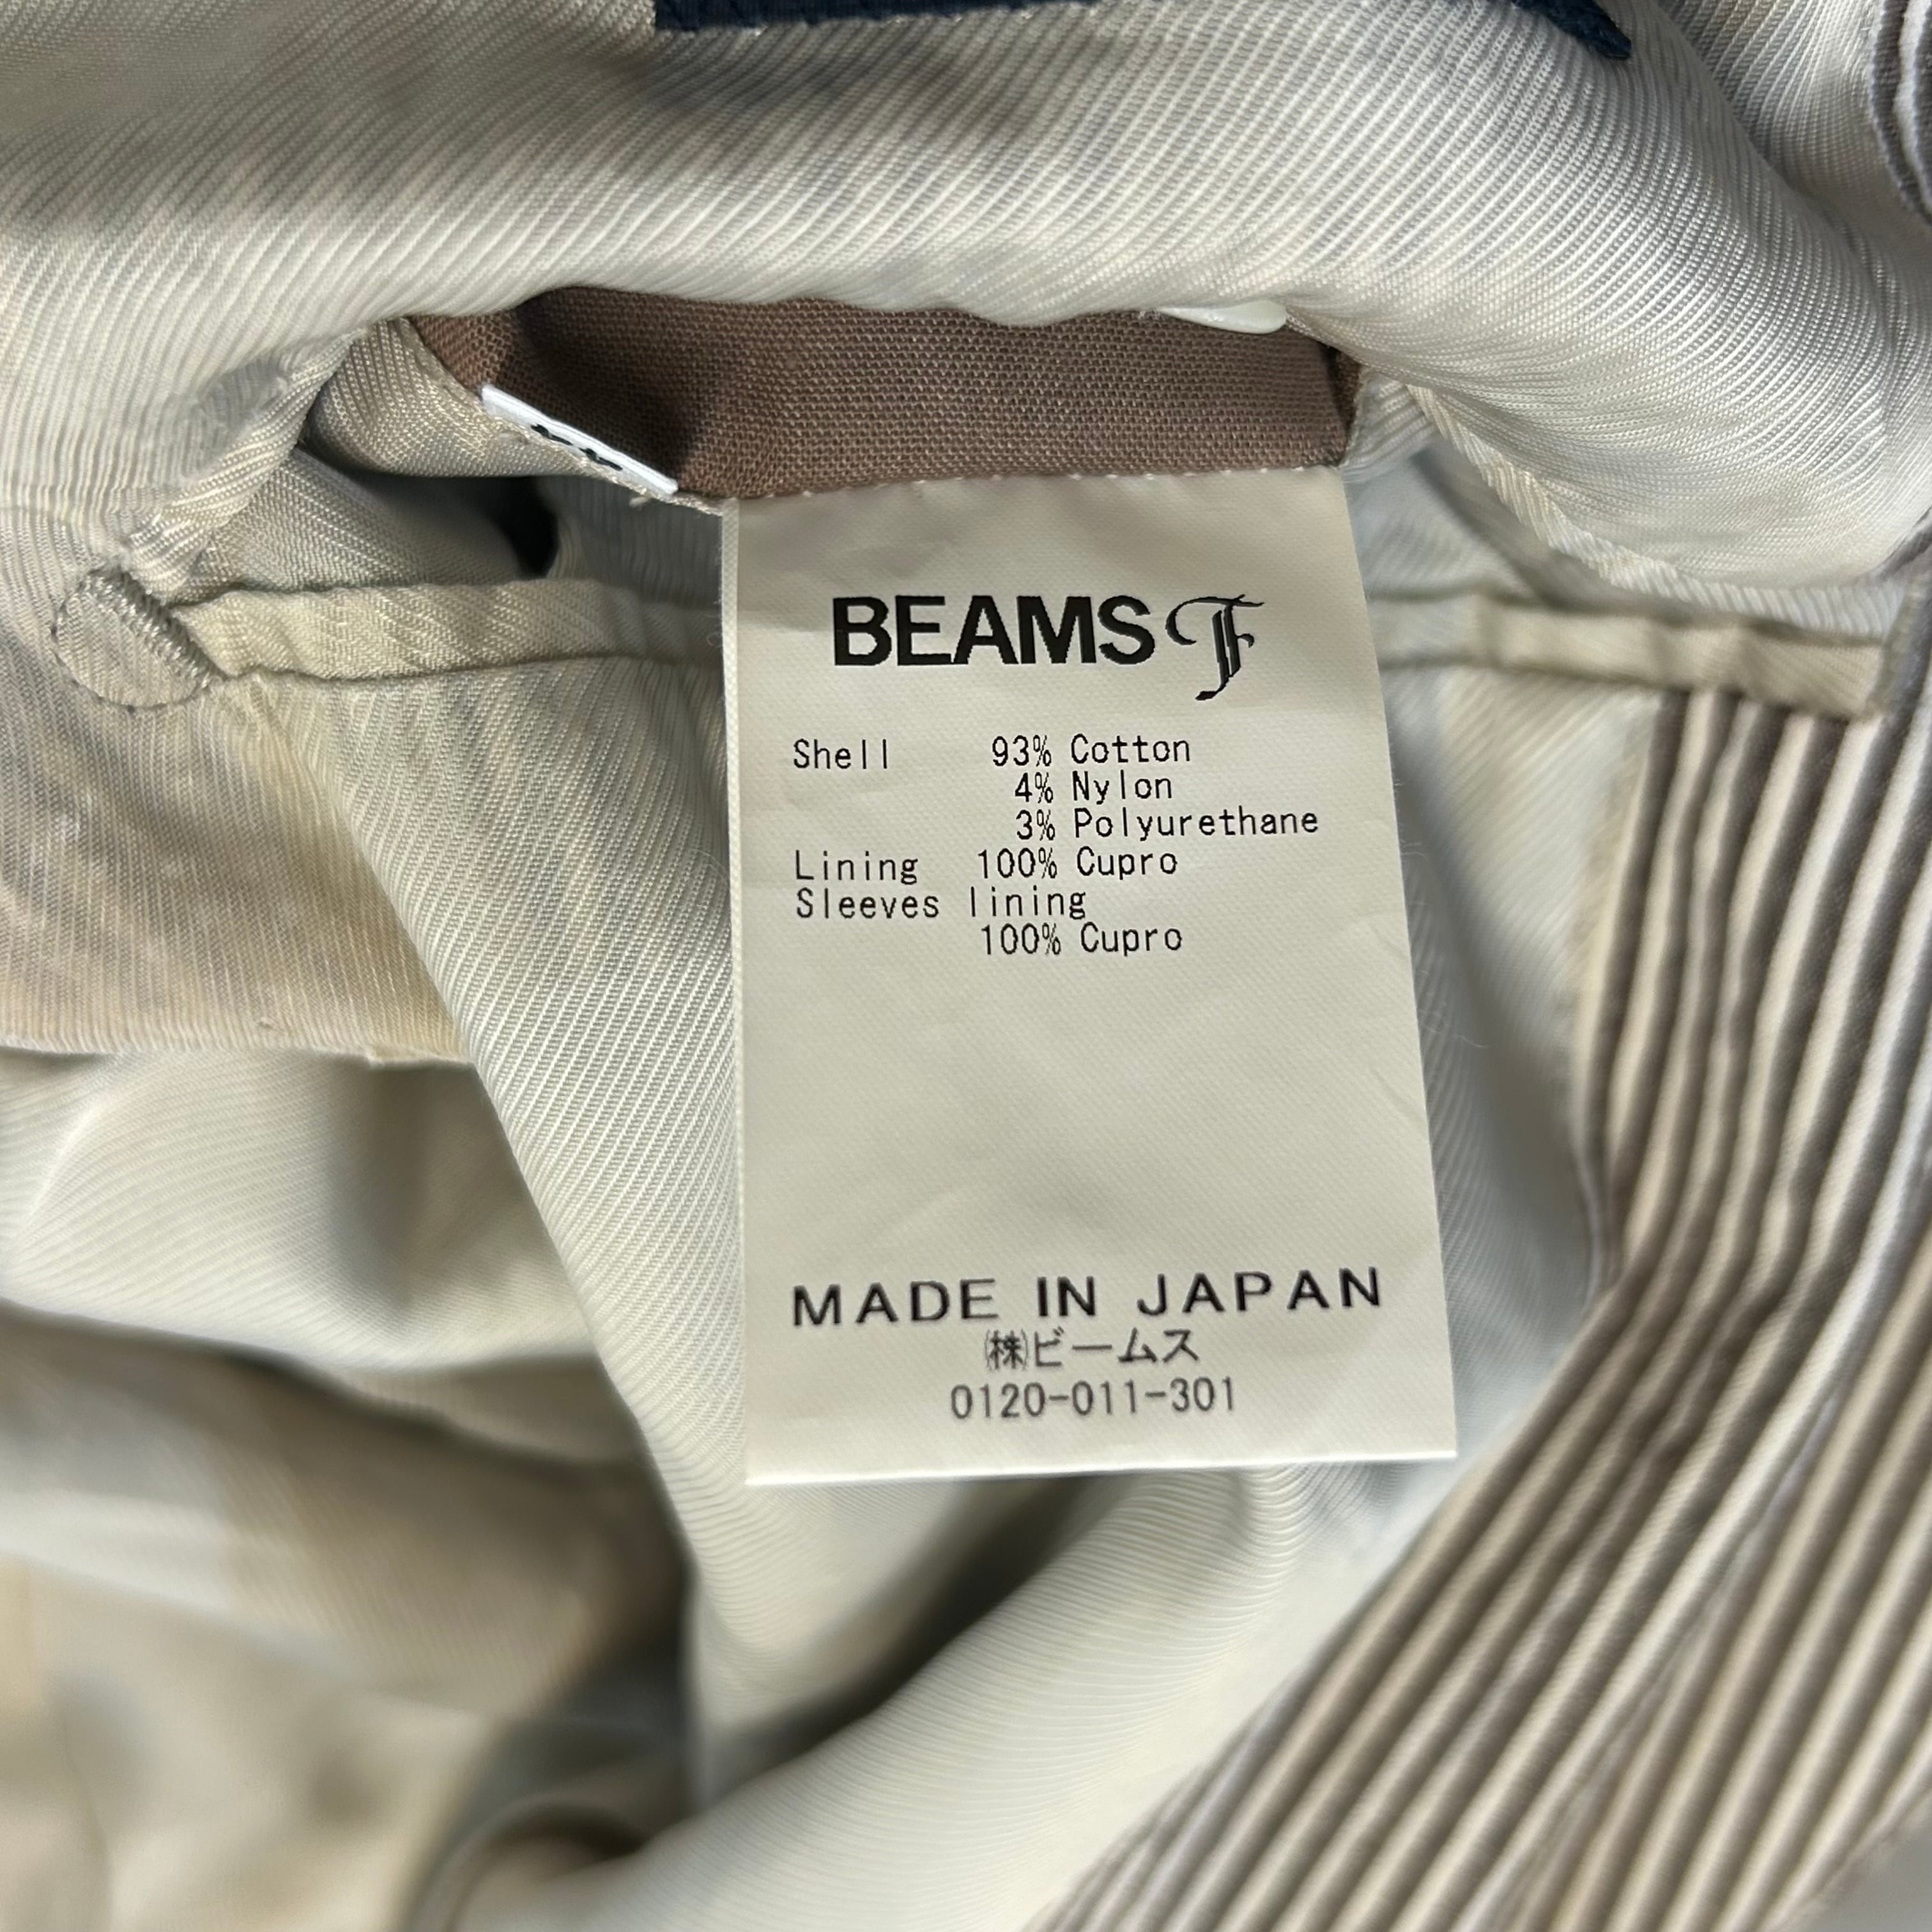 BEAMS F
Shell 93% Cotton
4% Nylon
3% Polyurethane
Lining 100% Cupro
Sleeves lining
100% Cupro
MADE IN JAPAN
㈱ビームス
0120-011-301